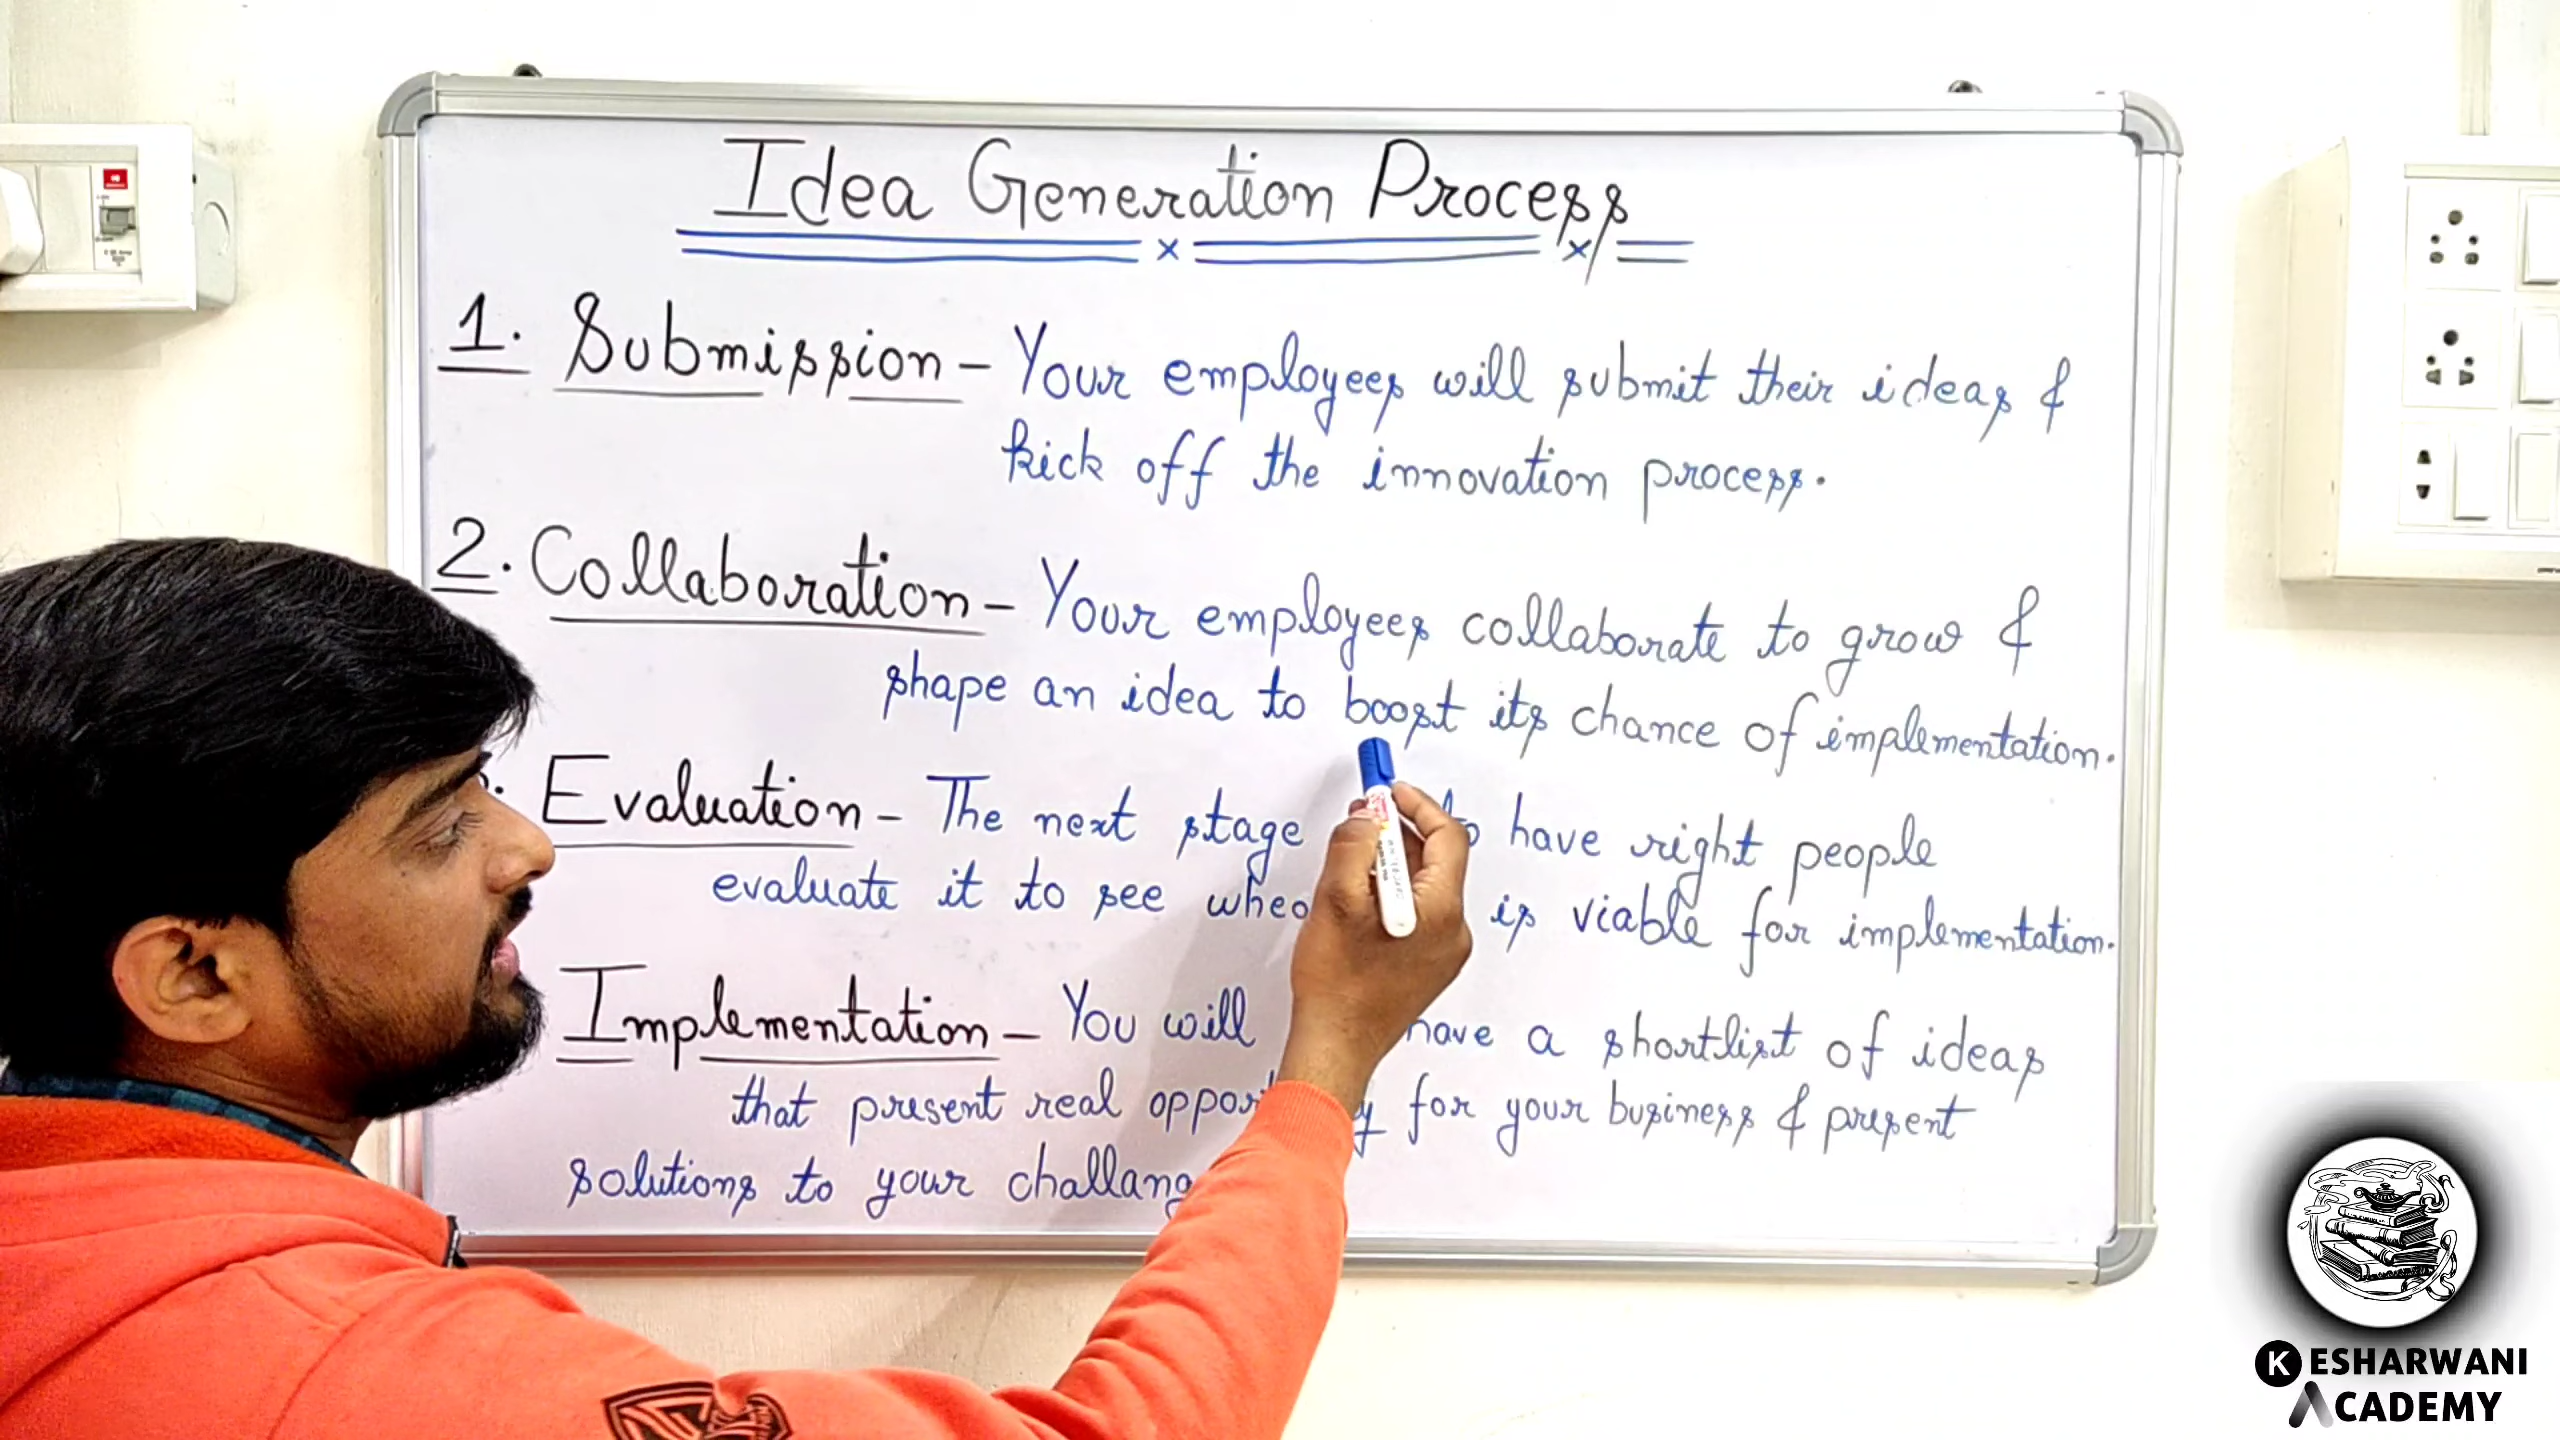 Idea Generation Process
1. Submission - Your employees will submit their ideas &
kick off the innovation process.
2. Collaboration - Your employees collaborate to grow &
shape an idea to boost its chance of implementation.
Evaluation - The next stage to have right people
evaluate it to see is viable for implementation.
Implementation - You will have a shortlist of ideas
that present real for your business & present
solutions to your
KESHARWANI
ACADEMY